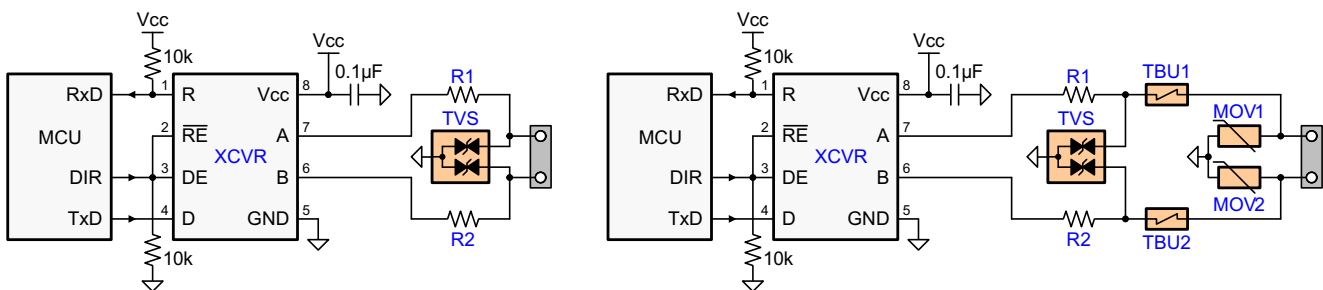 Vcc
10k
RxD
MCU
DIR
TxD
1
R
2
RE
XCVR
3
DE
4
D
10k
Vcc
0.1µF
8
Vcc
7
A
6
B
5
GND
R1
TVS
R2
Vcc
10k
RxD
MCU
DIR
TxD
1
R
2
RE
XCVR
3
DE
4
D
10k
Vcc
0.1µF
8
Vcc
7
A
6
B
5
GND
R1
TVS
R2
TBU1
MOV1
MOV2
TBU2